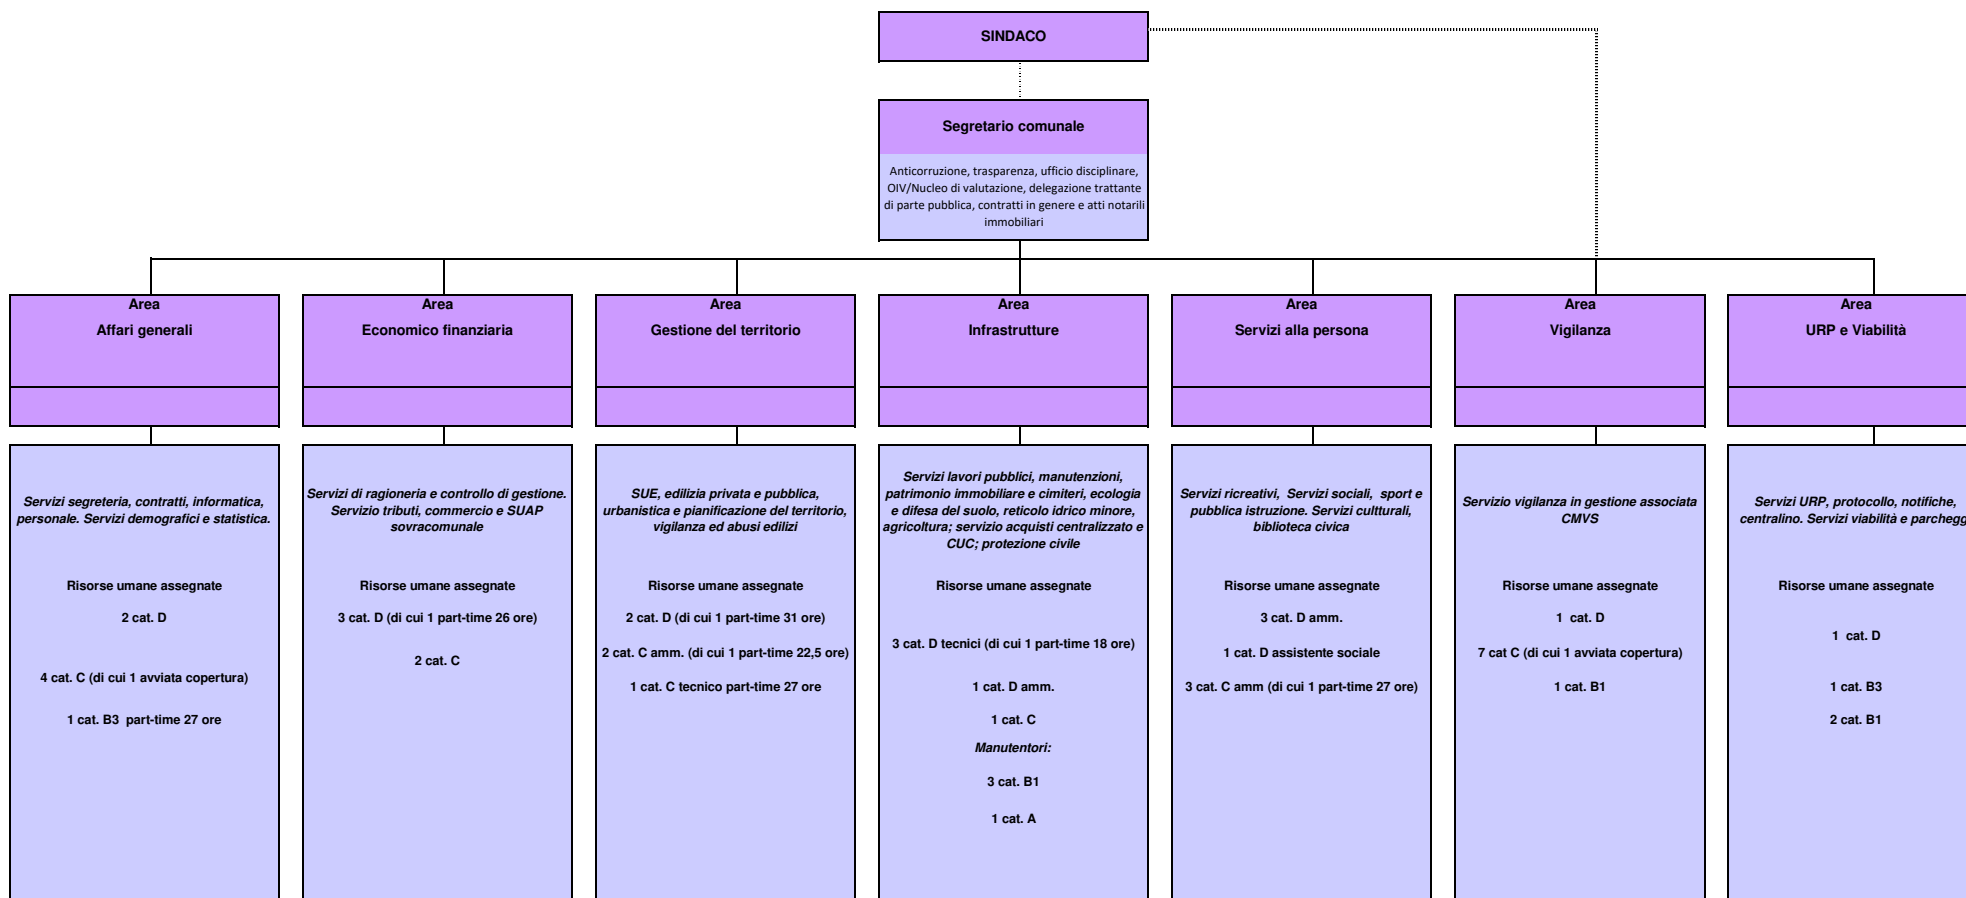 SINDACO
Segretario comunale
Anticorruzione, trasparenza, ufficio disciplinare,
OIV/Nucleo di valutazione, delegazione trattante
di parte pubblica, contratti in genere e atti notarili
immobiliari
Area
Affari generali
Servizi segreteria, contratti, informatica,
personale. Servizi demografici e statistica.
Risorse umane assegnate
2 cat. D
4 cat. C (di cui 1 avviata copertura)
1 cat. B3 part-time 27 ore
Area
Economico finanziaria
Servizi di ragioneria e controllo di gestione.
Servizio tributi, commercio e SUAP
sovracomunale
Risorse umane assegnate
3 cat. D (di cui 1 part-time 26 ore)
2 cat. C
Area
Gestione del territorio
SUE, edilizia privata e pubblica,
urbanistica e pianificazione del territorio,
vigilanza ed abusi edilizi
Risorse umane assegnate
2 cat. D (di cui 1 part-time 31 ore)
2 cat. C amm. (di cui 1 part-time 22,5 ore)
1 cat. C tecnico part-time 27 ore
Area
Infrastrutture
Servizi lavori pubblici, manutenzioni,
patrimonio immobiliare e cimiteri, ecologia
e difesa del suolo, reticolo idrico minore,
agricoltura; servizio acquisti centralizzato e
CUC; protezione civile
Risorse umane assegnate
3 cat. D tecnici (di cui 1 part-time 18 ore)
1 cat. D amm.
1 cat. C
Manutentori:
3 cat. B1
1 cat. A
Area
Servizi alla persona
Servizi ricreativi, Servizi sociali, sport e
pubblica istruzione. Servizi cultturali,
biblioteca civica
Risorse umane assegnate
3 cat. D amm.
1 cat. D assistente sociale
3 cat. C amm (di cui 1 part-time 27 ore)
Area
Vigilanza
Servizio vigilanza in gestione associata
CMVS
Risorse umane assegnate
1 cat. D
7 cat C (di cui 1 avviata copertura)
1 cat. B1
Area
URP e Viabilità
Servizi URP, protocollo, notifiche,
centralino. Servizi viabilità e parchegg
Risorse umane assegnate
1 cat. D
1 cat. B3
2 cat. B1